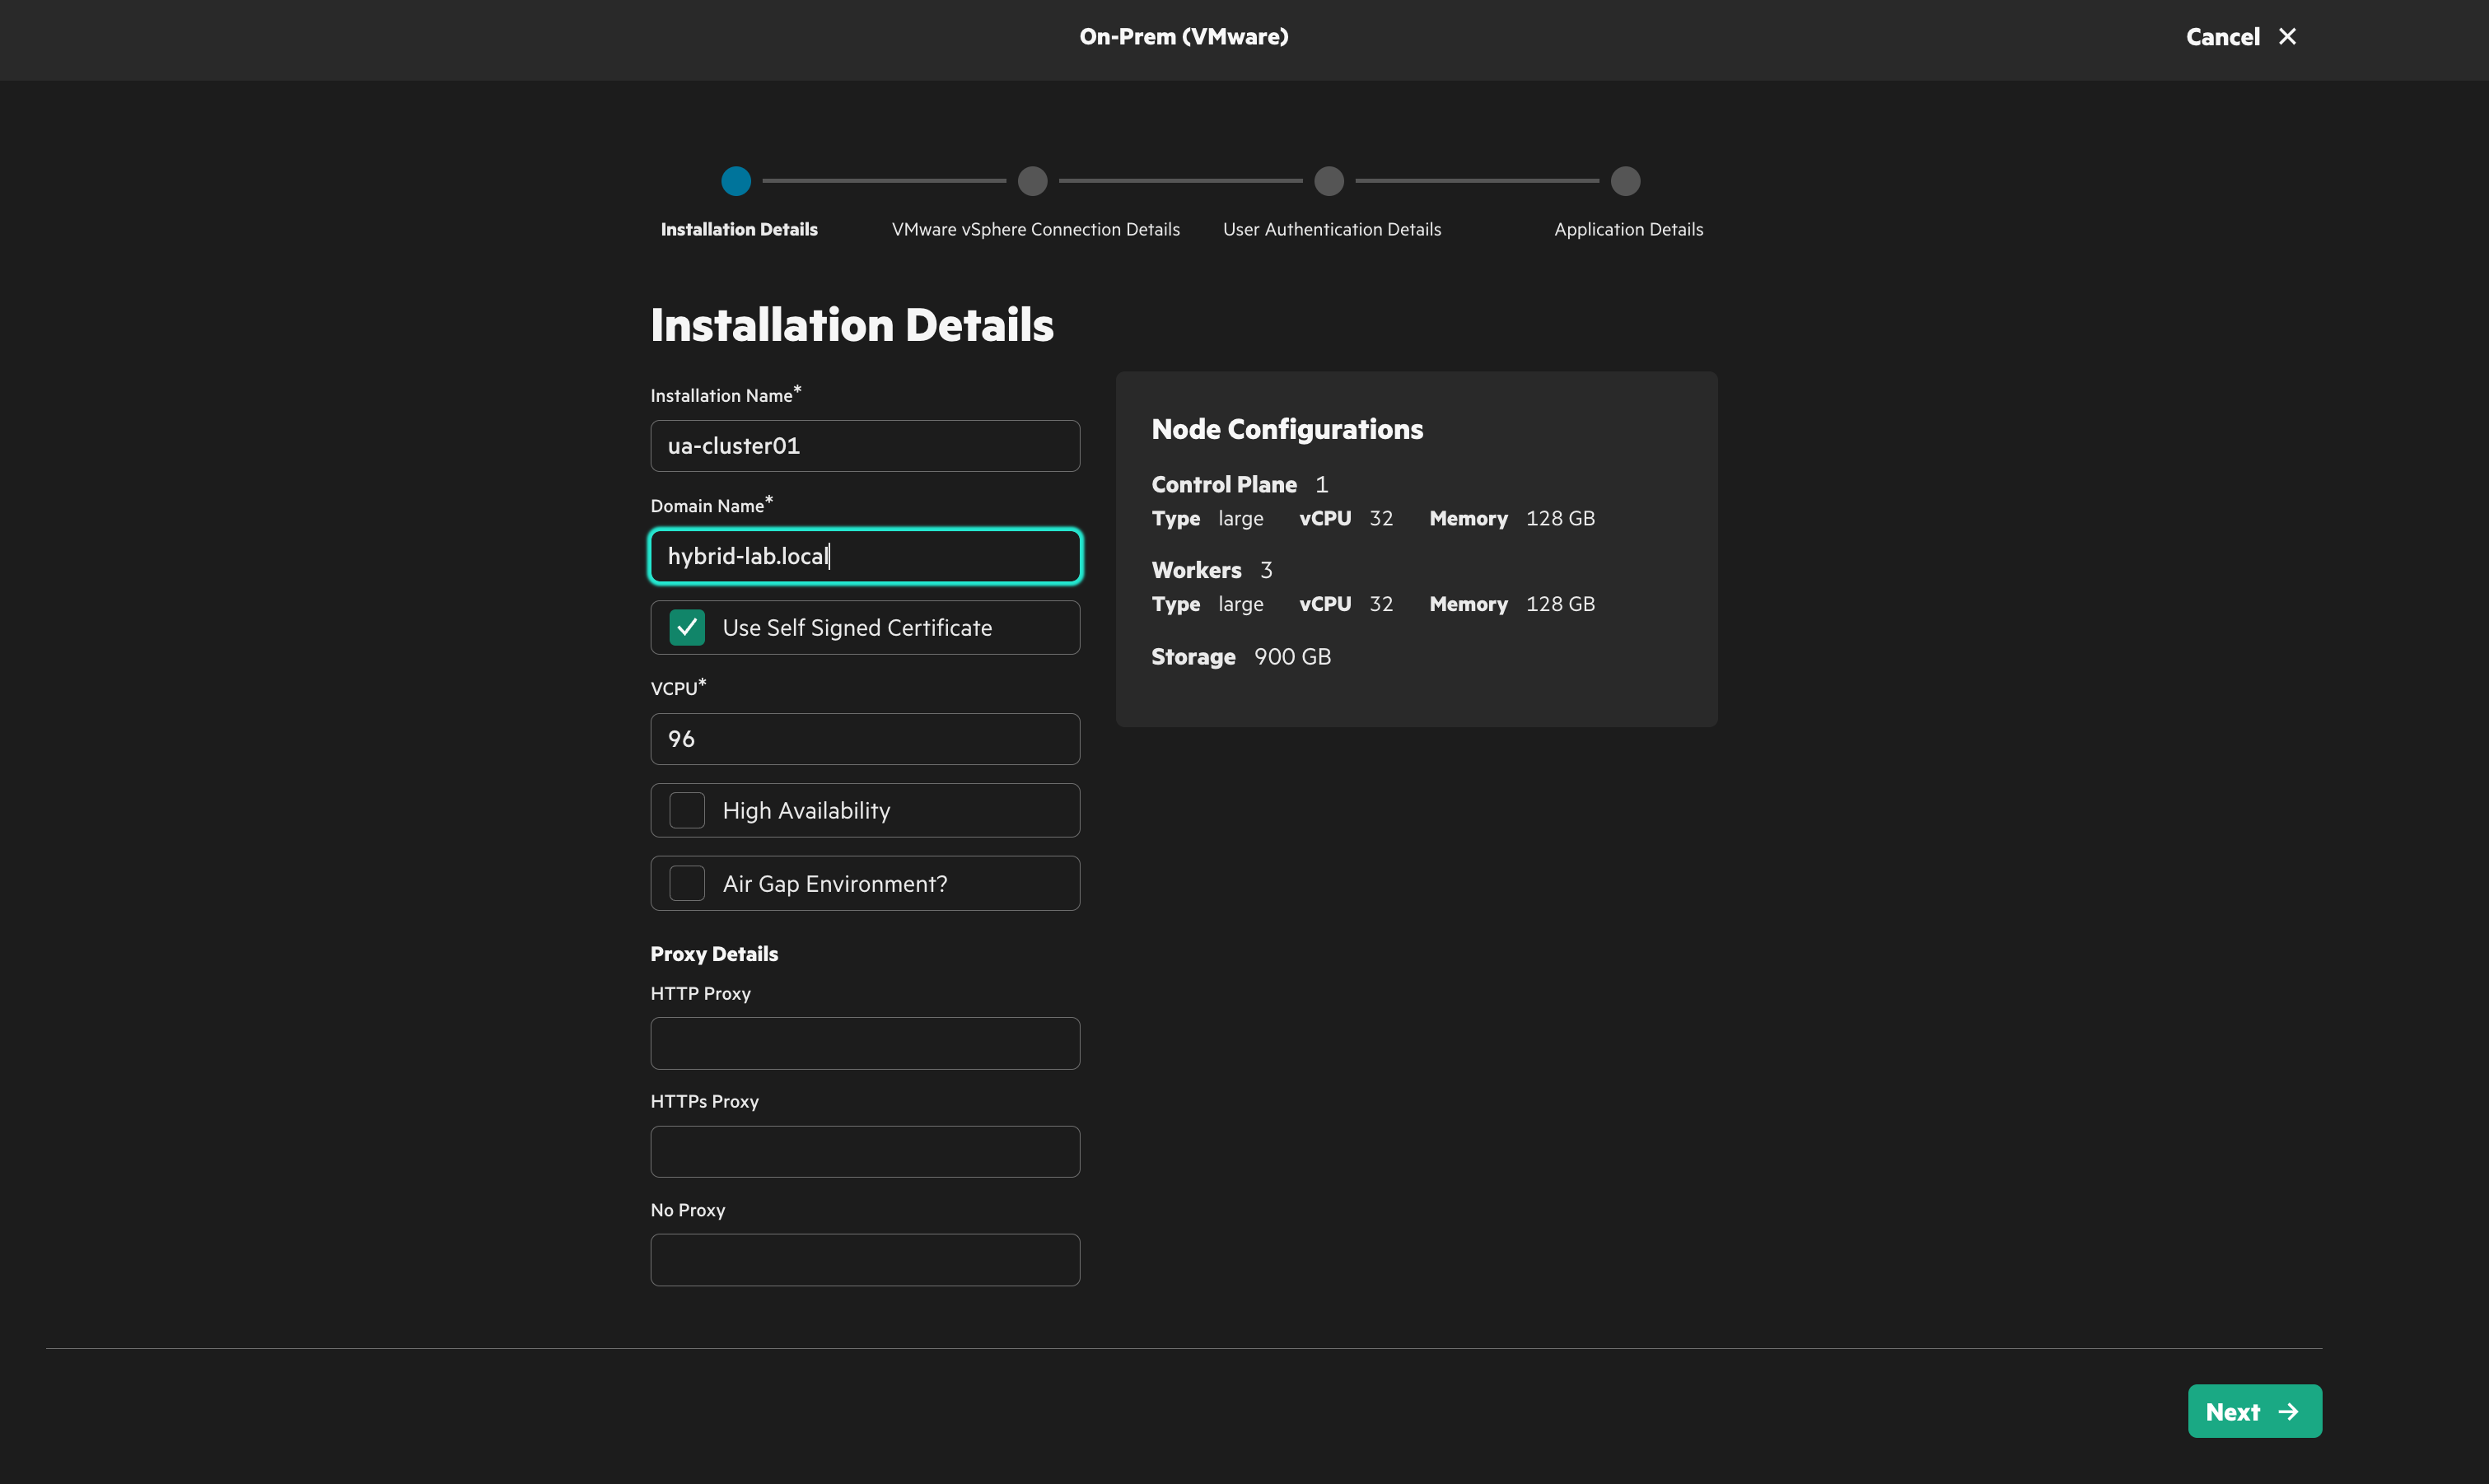 On-Prem (VMware)
Cancel
Installation Details
VMware vSphere Connection Details
User Authentication Details
Application Details
Installation Details
Installation Name*
ua-cluster01
Domain Name*
hybrid-lab.local
Use Self Signed Certificate
VCPU*
96
High Availability
Air Gap Environment?
Proxy Details
HTTP Proxy
HTTPs Proxy
No Proxy
Node Configurations
Control Plane 1
Type large vCPU 32 Memory 128 GB
Workers 3
Type large vCPU 32 Memory 128 GB
Storage 900 GB
Next